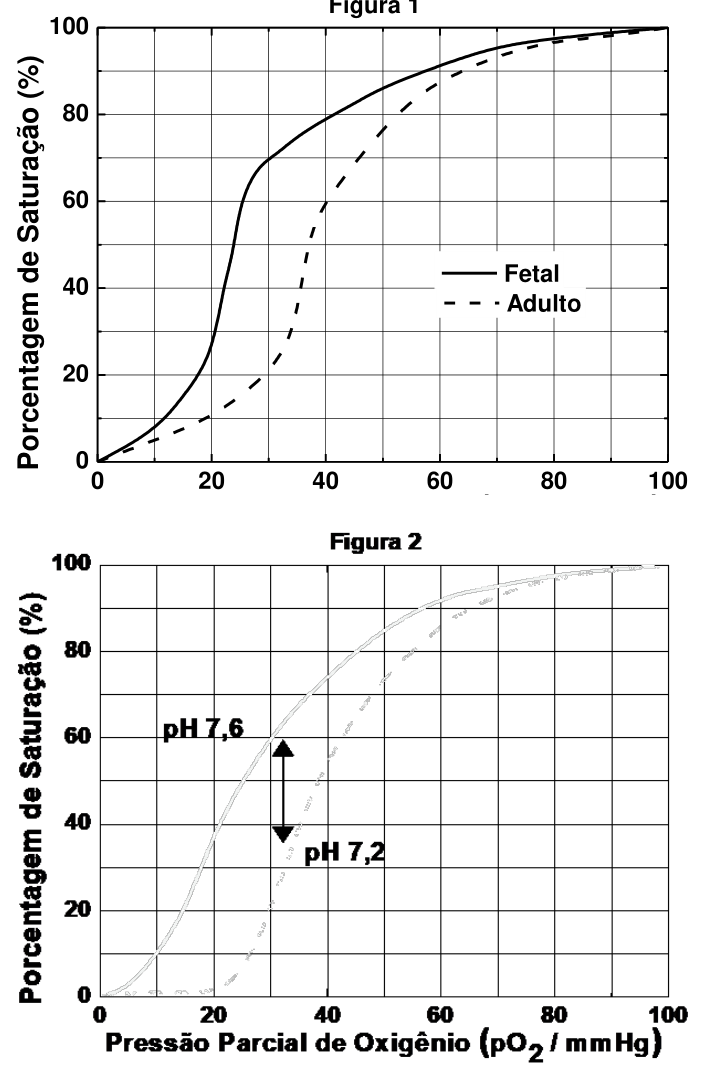 Figura 1
Porcentagem de Saturação (%)
100
80
60
40
20
0
Fetal
Adulto
0 20 40 60 80 100
Figura 2
Porcentagem de Saturação (%)
100
80
60
40
20
0
pH 7,6
pH 7,2
0 20 40 60 80 100
Pressão Parcial de Oxigênio (pO2 / mmHg)